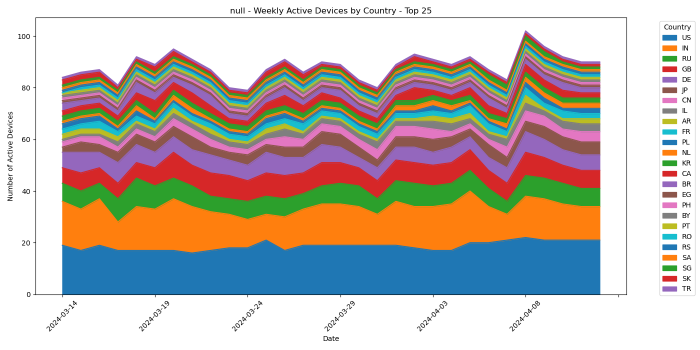 null - Weekly Active Devices by Country - Top 25
Number of Active Devices
100
80
60
40
20
0
2024-03-14
2024-03-19
2024-03-24
2024-03-29
2024-04-03
2024-04-08
Date
Country
US
IN
RU
GB
DE
JP
CN
IL
AR
FR
PL
NL
KR
CA
BR
EG
PH
BY
PT
RO
RS
SA
SG
SK
TR